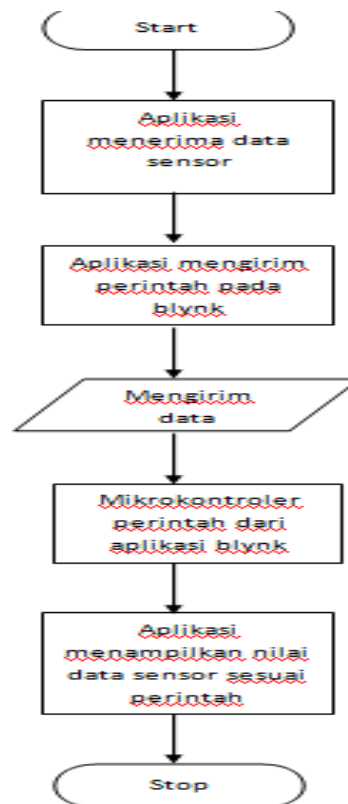 Start
Aplikasi
menerima data
sensor
Aplikasi mengirim
perintah pada
blynk
Mengirim
data
Mikrokontroler
perintah dari
aplikasi blynk
Aplikasi
menampilkan nilai
data sensor sesuai
perintah
Stop